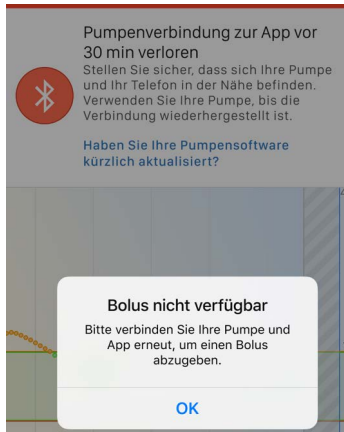 Pumpenverbindung zur App vor
30 min verloren
Stellen Sie sicher, dass sich Ihre Pumpe
und Ihr Telefon in der Nähe befinden.
Verwenden Sie Ihre Pumpe, bis die
Verbindung wiederhergestellt ist.
Haben Sie Ihre Pumpensoftware
kürzlich aktualisiert?
Bolus nicht verfügbar
Bitte verbinden Sie Ihre Pumpe und
App erneut, um einen Bolus
abzugeben.
OK